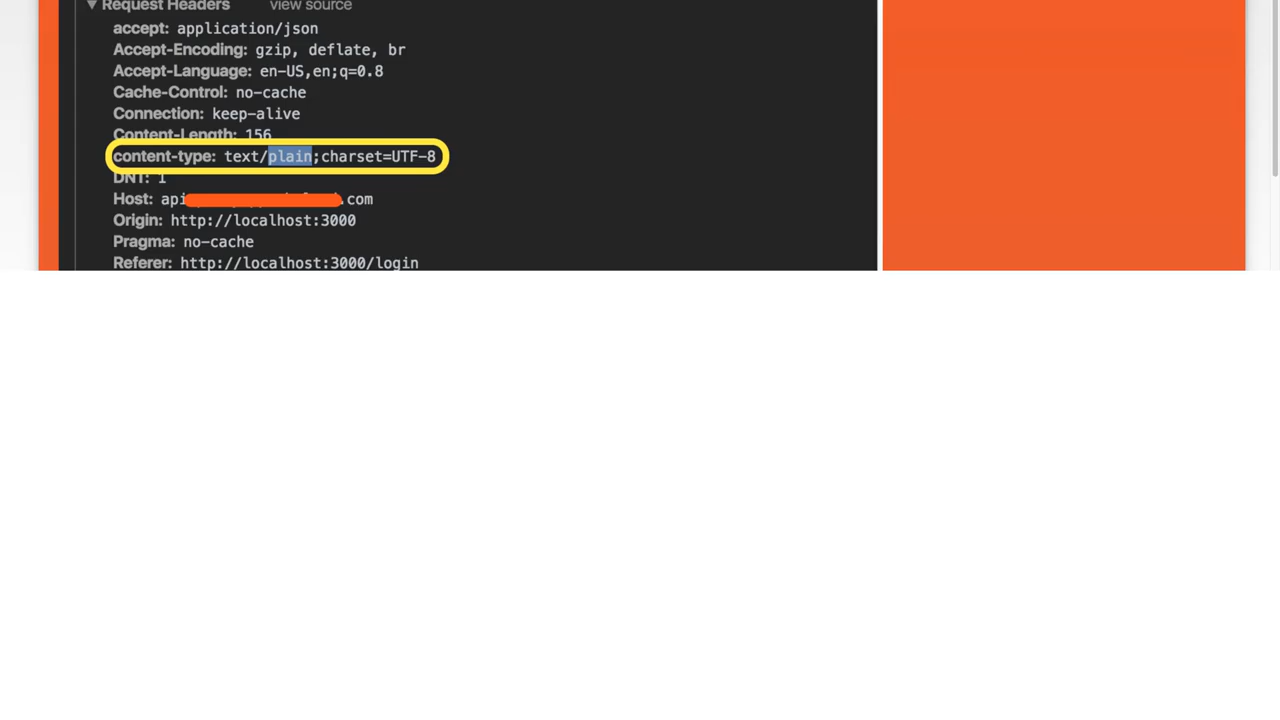 ▼ Request Headers view source
accept: application/json
Accept-Encoding: gzip, deflate, br
Accept-Language: en-US,en;q=0.8
Cache-Control: no-cache
Connection: keep-alive
Content-Length: 156
content-type: text/plain;charset=UTF-8
DNT: 1
Host: api .com
Origin: http://localhost:3000
Pragma: no-cache
Referer: http://localhost:3000/login